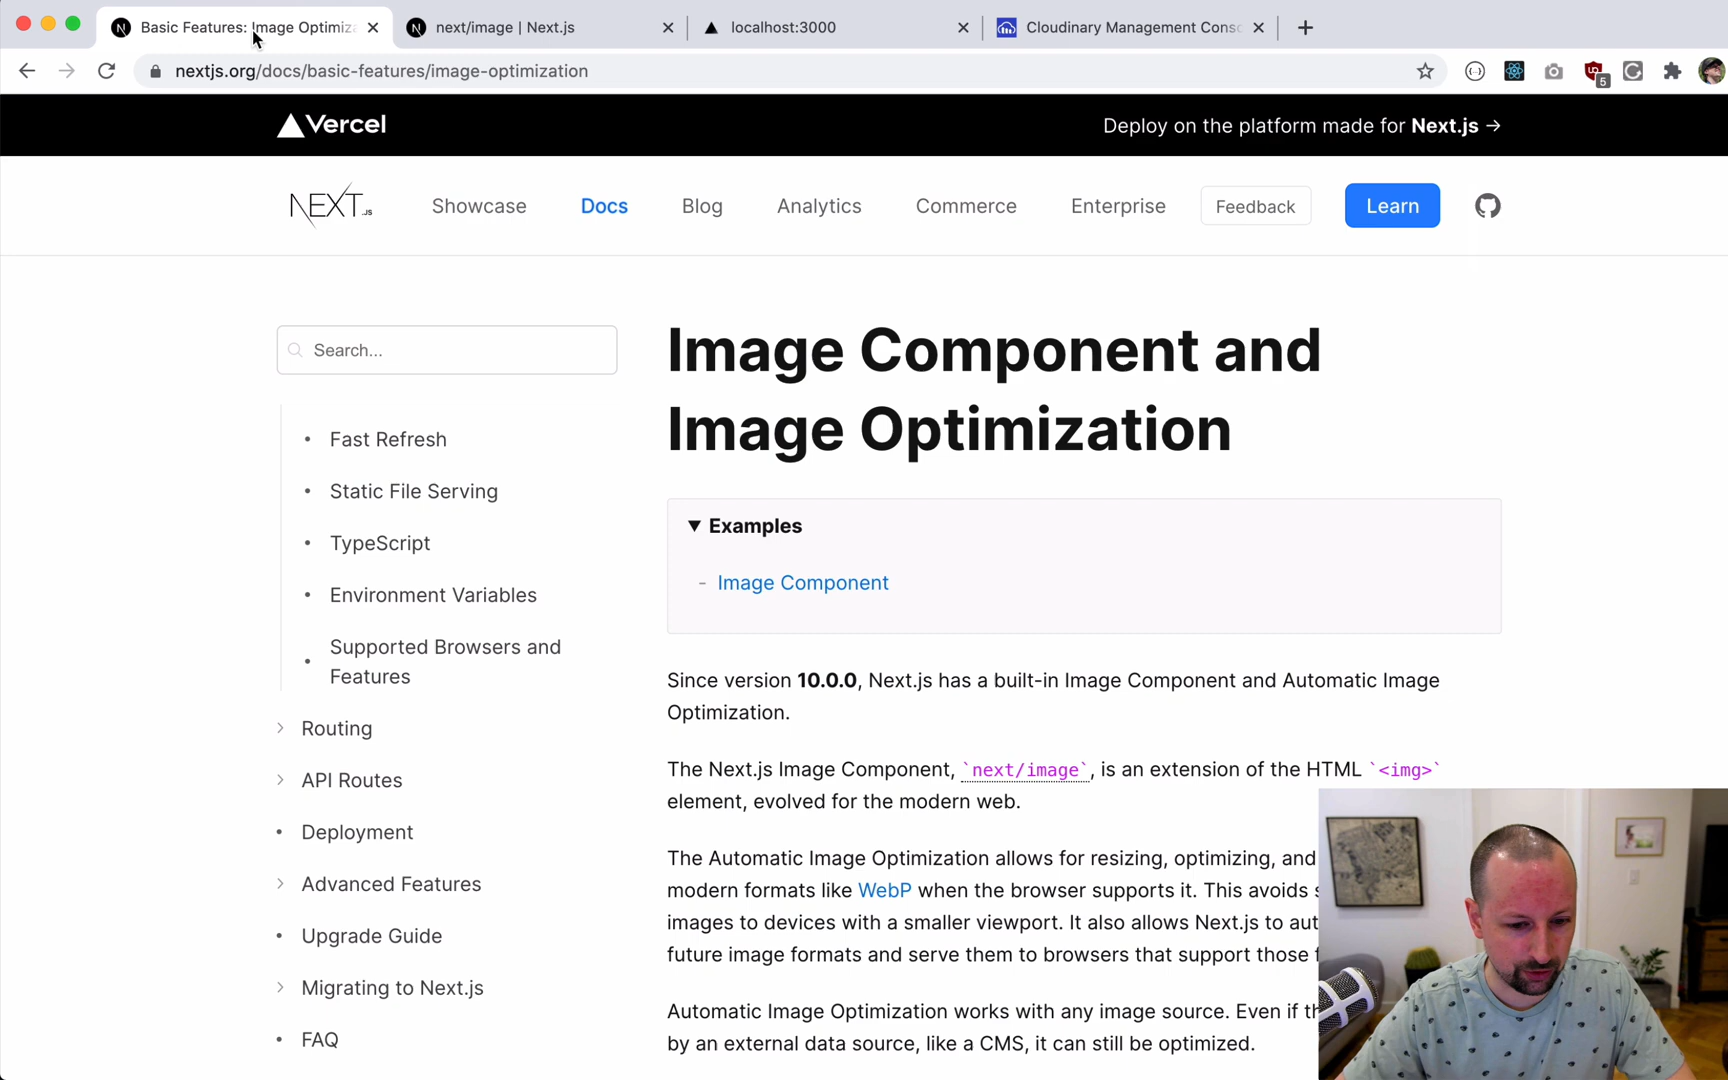 Basic Features: Image Optimiza
next/image | Next.js
localhost:3000
Cloudinary Management Conso
nextjs.org/docs/basic-features/image-optimization
5
Vercel
Deploy on the platform made for Next.js →
NEXT.JS
Showcase
Docs
Blog
Analytics
Commerce
Enterprise
Feedback
Learn
Search...
Fast Refresh
Static File Serving
TypeScript
Environment Variables
Supported Browsers and
Features
Routing
API Routes
Deployment
Advanced Features
Upgrade Guide
Migrating to Next.js
FAQ
Image Component and
Image Optimization
▼ Examples
- Image Component
Since version 10.0.0, Next.js has a built-in Image Component and Automatic Image
Optimization.
The Next.js Image Component, `next/image`, is an extension of the HTML `<img>`
element, evolved for the modern web.
The Automatic Image Optimization allows for resizing, optimizing, and
modern formats like WebP when the browser supports it. This avoids
images to devices with a smaller viewport. It also allows Next.js to
future image formats and serve them to browsers that support those
Automatic Image Optimization works with any image source. Even if
by an external data source, like a CMS, it can still be optimized.